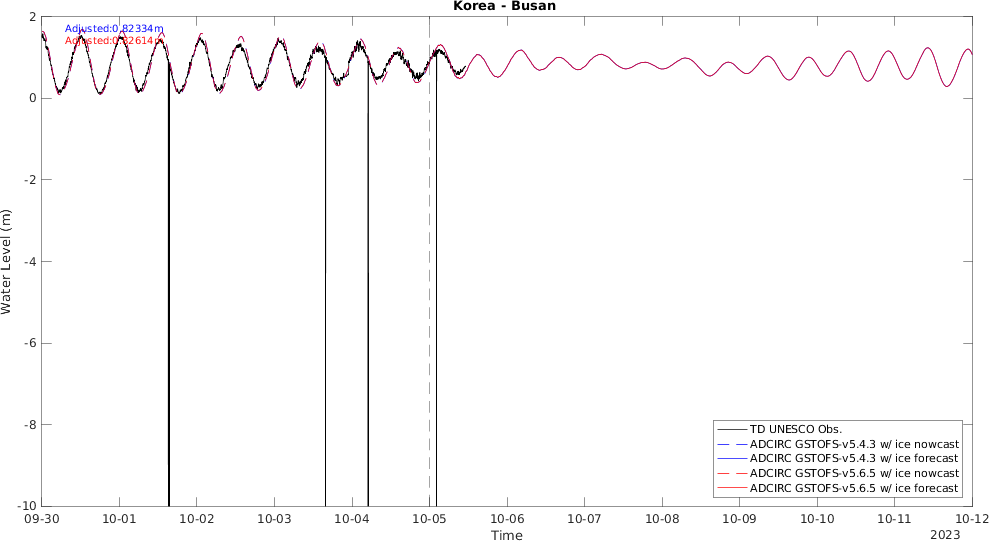 Korea - Busan
Adjusted:0.82334m
Adjusted:0.82614m
2
0
-2
-4
-6
-8
-10
Water Level (m)
09-30 10-01 10-02 10-03 10-04 10-05 10-06 10-07 10-08 10-09 10-10 10-11 10-12
Time
2023
TD UNESCO Obs.
ADCIRC GSTOFS-v5.4.3 w/ ice nowcast
ADCIRC GSTOFS-v5.4.3 w/ ice forecast
ADCIRC GSTOFS-v5.6.5 w/ ice nowcast
ADCIRC GSTOFS-v5.6.5 w/ ice forecast